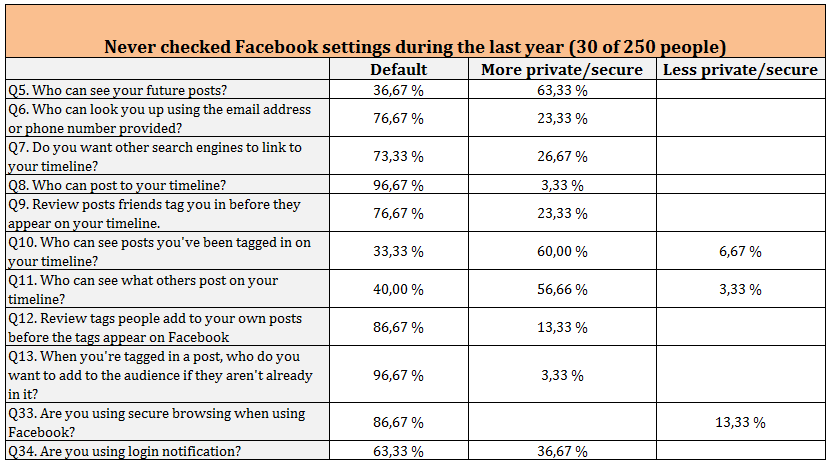 Never checked Facebook settings during the last year (30 of 250 people)
Default More private/secure Less private/secure
Q5. Who can see your future posts? 36,67 % 63,33 %
Q6. Who can look you up using the email address
or phone number provided? 76,67 % 23,33 %
Q7. Do you want other search engines to link to
your timeline? 73,33 % 26,67 %
Q8. Who can post to your timeline? 96,67 % 3,33 %
Q9. Review posts friends tag you in before they
appear on your timeline. 76,67 % 23,33 %
Q10. Who can see posts you've been tagged in on
your timeline? 33,33 % 60,00 % 6,67 %
Q11. Who can see what others post on your
timeline? 40,00 % 56,66 % 3,33 %
Q12. Review tags people add to your own posts
before the tags appear on Facebook 86,67 % 13,33 %
Q13. When you're tagged in a post, who do you
want to add to the audience if they aren't already 96,67 % 3,33 %
in it?
Q33. Are you using secure browsing when using
Facebook? 86,67 % 13,33 %
Q34. Are you using login notification? 63,33 % 36,67 %